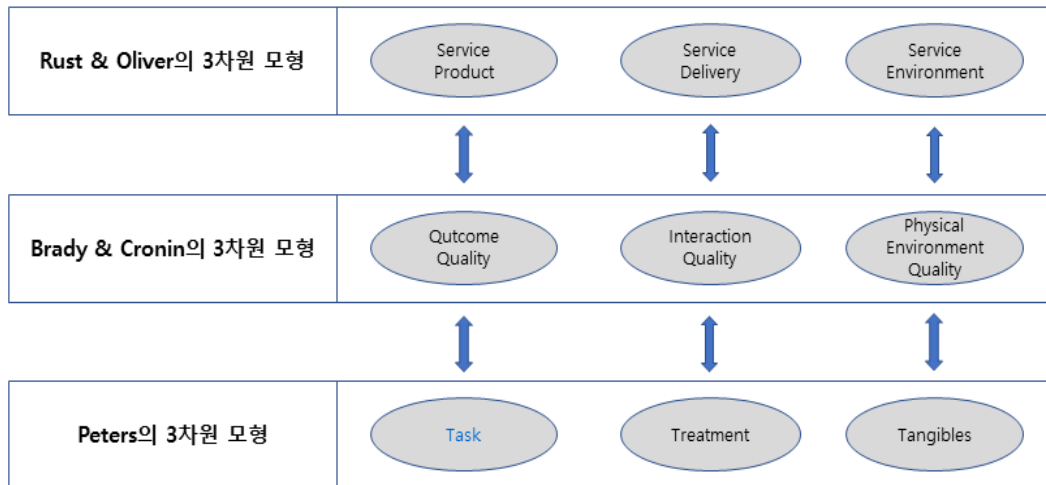 Rust & Oliver의 3차원 모형
Service
Product
Service
Delivery
Service
Environment
Brady & Cronin의 3차원 모형
Qutcome
Quality
Interaction
Quality
Physical
Environment
Quality
Peters의 3차원 모형
Task
Treatment
Tangibles